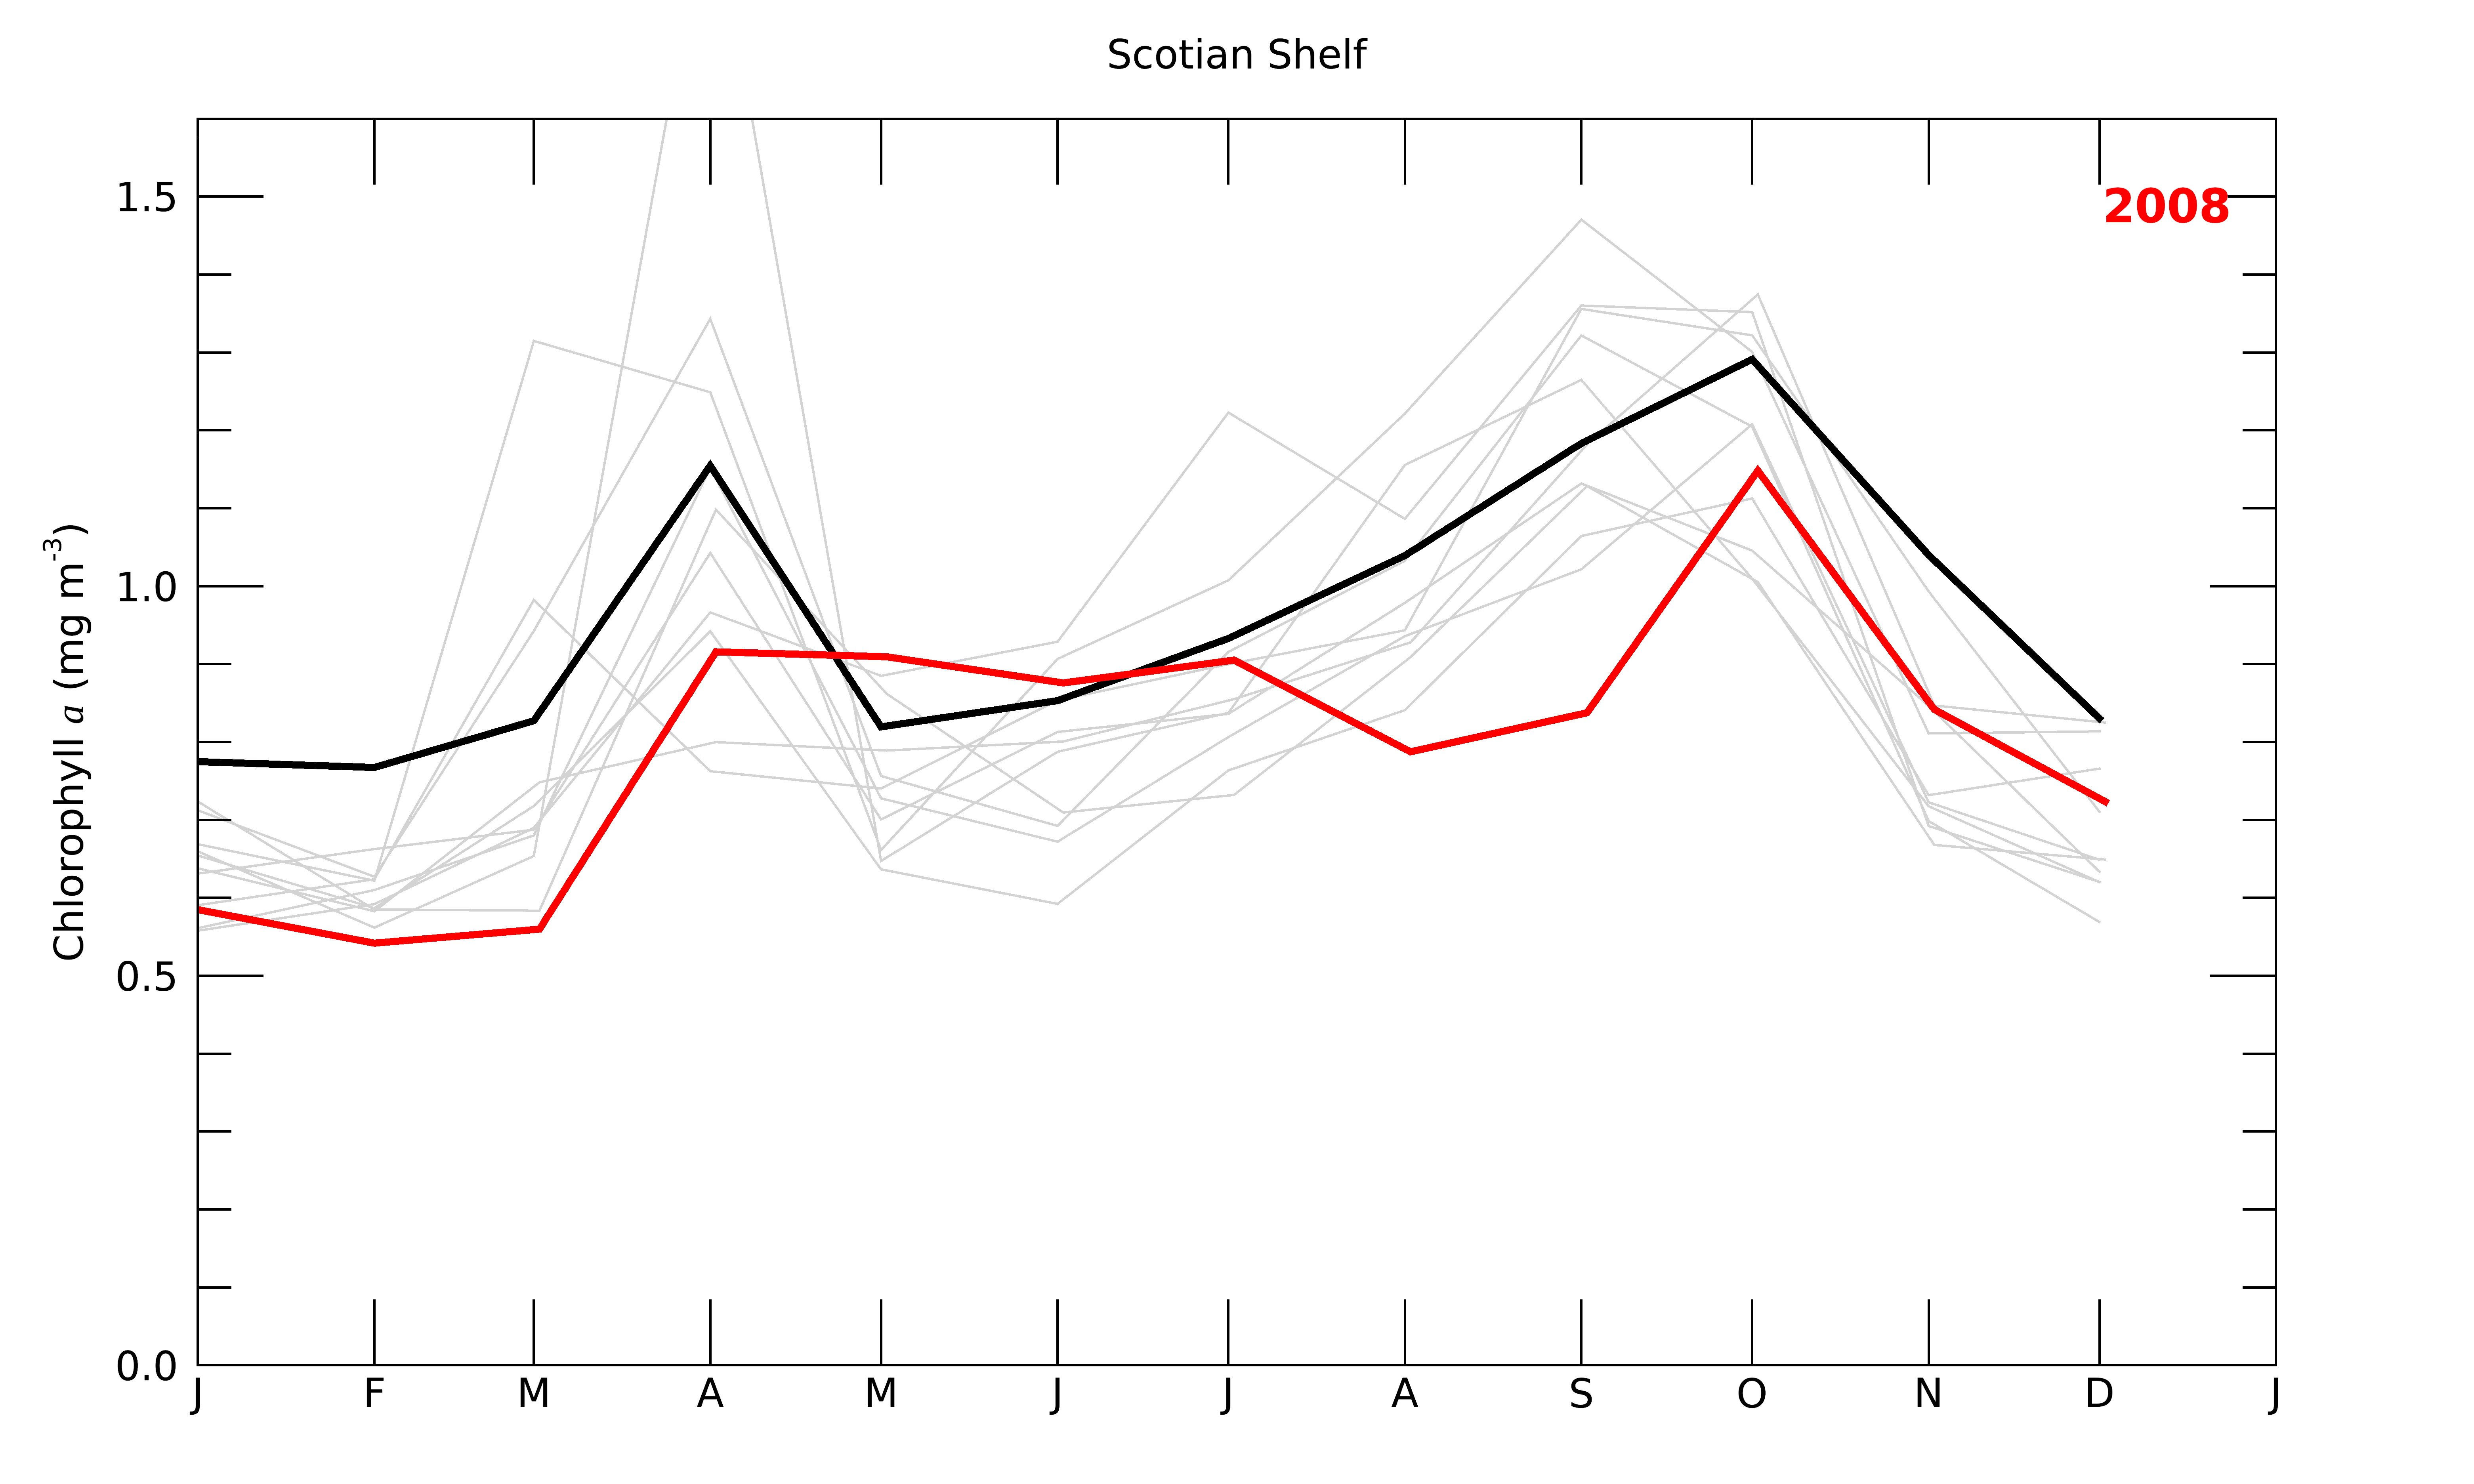 Scotian Shelf
2008
1.5
1.0
0.5
0.0
Chlorophyll a (mg m⁻³)
J F M A M J J A S O N D J